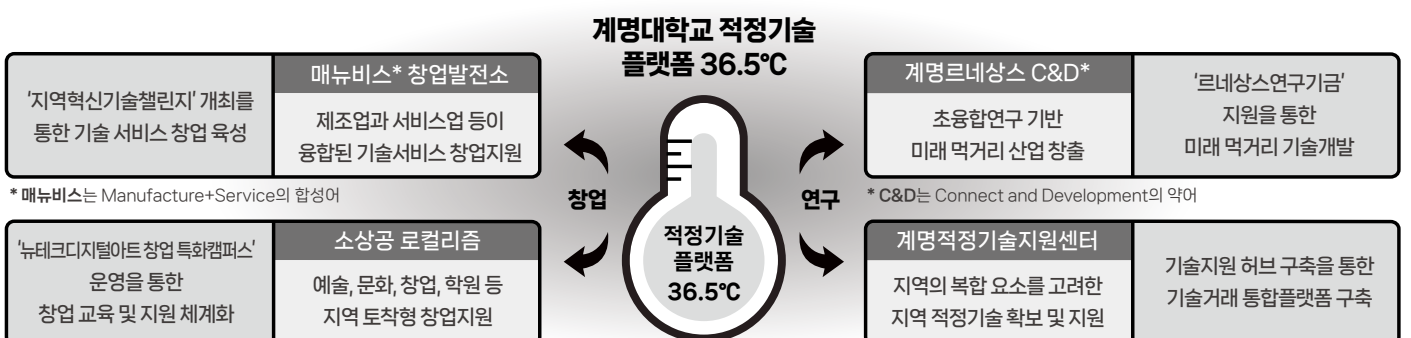 계명대학교 적정기술
플랫폼 36.5℃
'지역혁신기술챌린지' 개최를
통한 기술 서비스 창업 육성
매뉴비스* 창업발전소
제조업과 서비스업 등이
융합된 기술서비스 창업지원
* 매뉴비스는 Manufacture+Service의 합성어
'뉴테크디지털아트 창업 특화캠퍼스'
운영을 통한
창업 교육 및 지원 체계화
소상공 로컬리즘
예술, 문화, 창업, 학원 등
지역 토착형 창업지원
창업
적정기술
플랫폼
36.5℃
연구
계명르네상스 C&D*
초융합연구 기반
미래 먹거리 산업 창출
'르네상스연구기금'
지원을 통한
미래 먹거리 기술개발
* C&D는 Connect and Development의 약어
계명적정기술지원센터
지역의 복합 요소를 고려한
지역 적정기술 확보 및 지원
기술지원 허브 구축을 통한
기술거래 통합플랫폼 구축